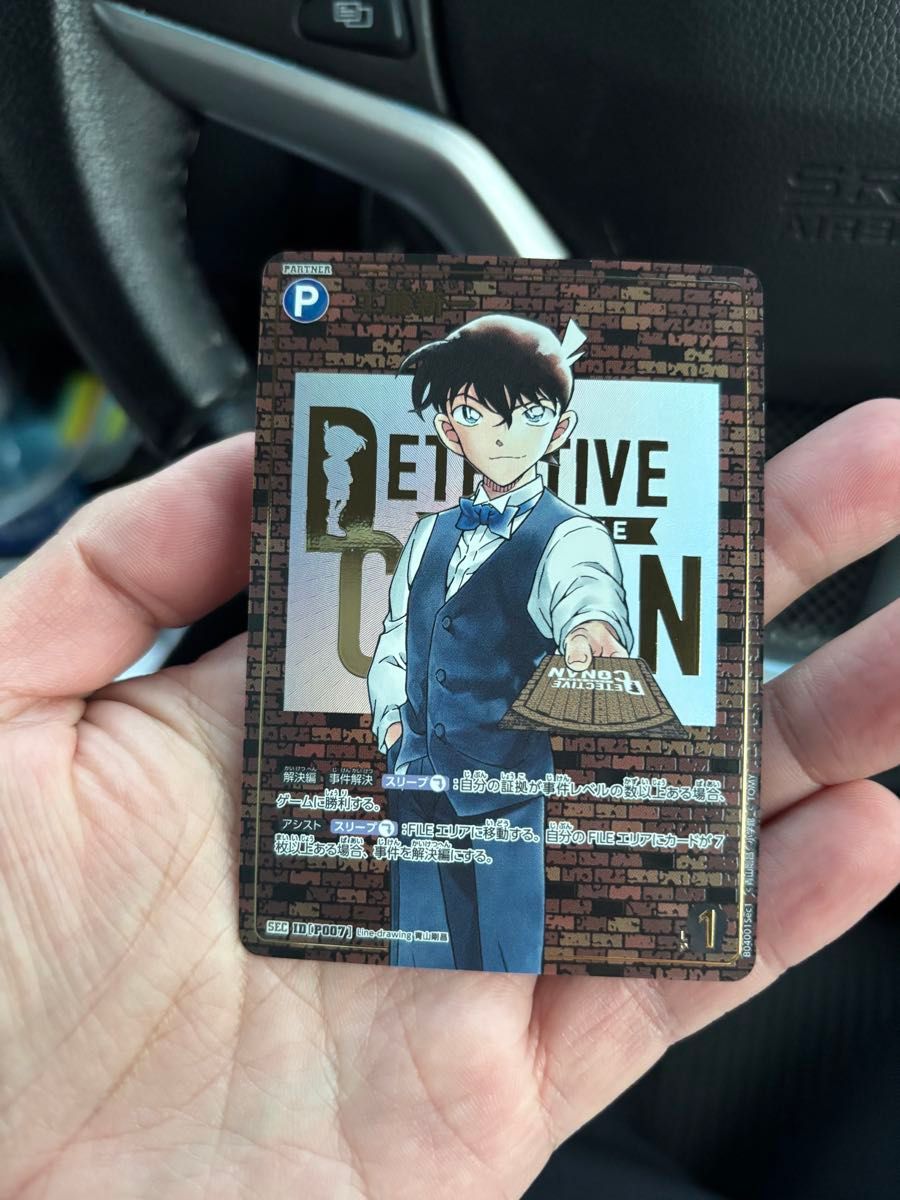 SR
AIRB
PARTNER
P
DETECTIVE
CONAN
DETECTIVE
CONAN
解決編 事件解決 スリープ:自分の証拠が事件レベルの数以上ある場合、
ゲームに勝利する。
アシスト スリープ:FILEエリアに移動する。自分のFILEエリアにカードが7
枚以上ある場合、事件を解決編にする。
SEC ID[P007] Line-drawing 青山剛昌
1
B04001Sec1